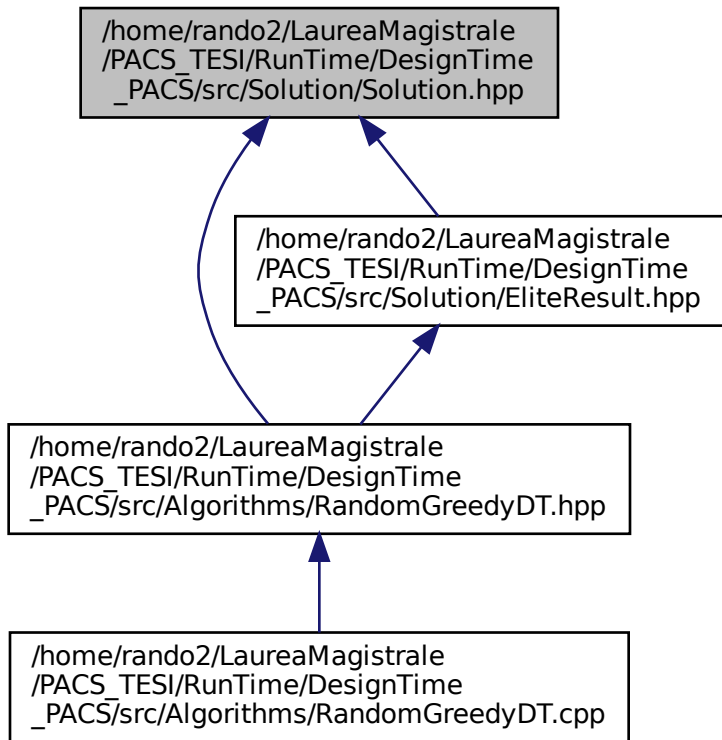 /home/rando2/LaureaMagistrale
/PACS_TESI/RunTime/DesignTime
_PACS/src/Solution/Solution.hpp
/home/rando2/LaureaMagistrale
/PACS_TESI/RunTime/DesignTime
_PACS/src/Solution/EliteResult.hpp
/home/rando2/LaureaMagistrale
/PACS_TESI/RunTime/DesignTime
_PACS/src/Algorithms/RandomGreedyDT.hpp
/home/rando2/LaureaMagistrale
/PACS_TESI/RunTime/DesignTime
_PACS/src/Algorithms/RandomGreedyDT.cpp